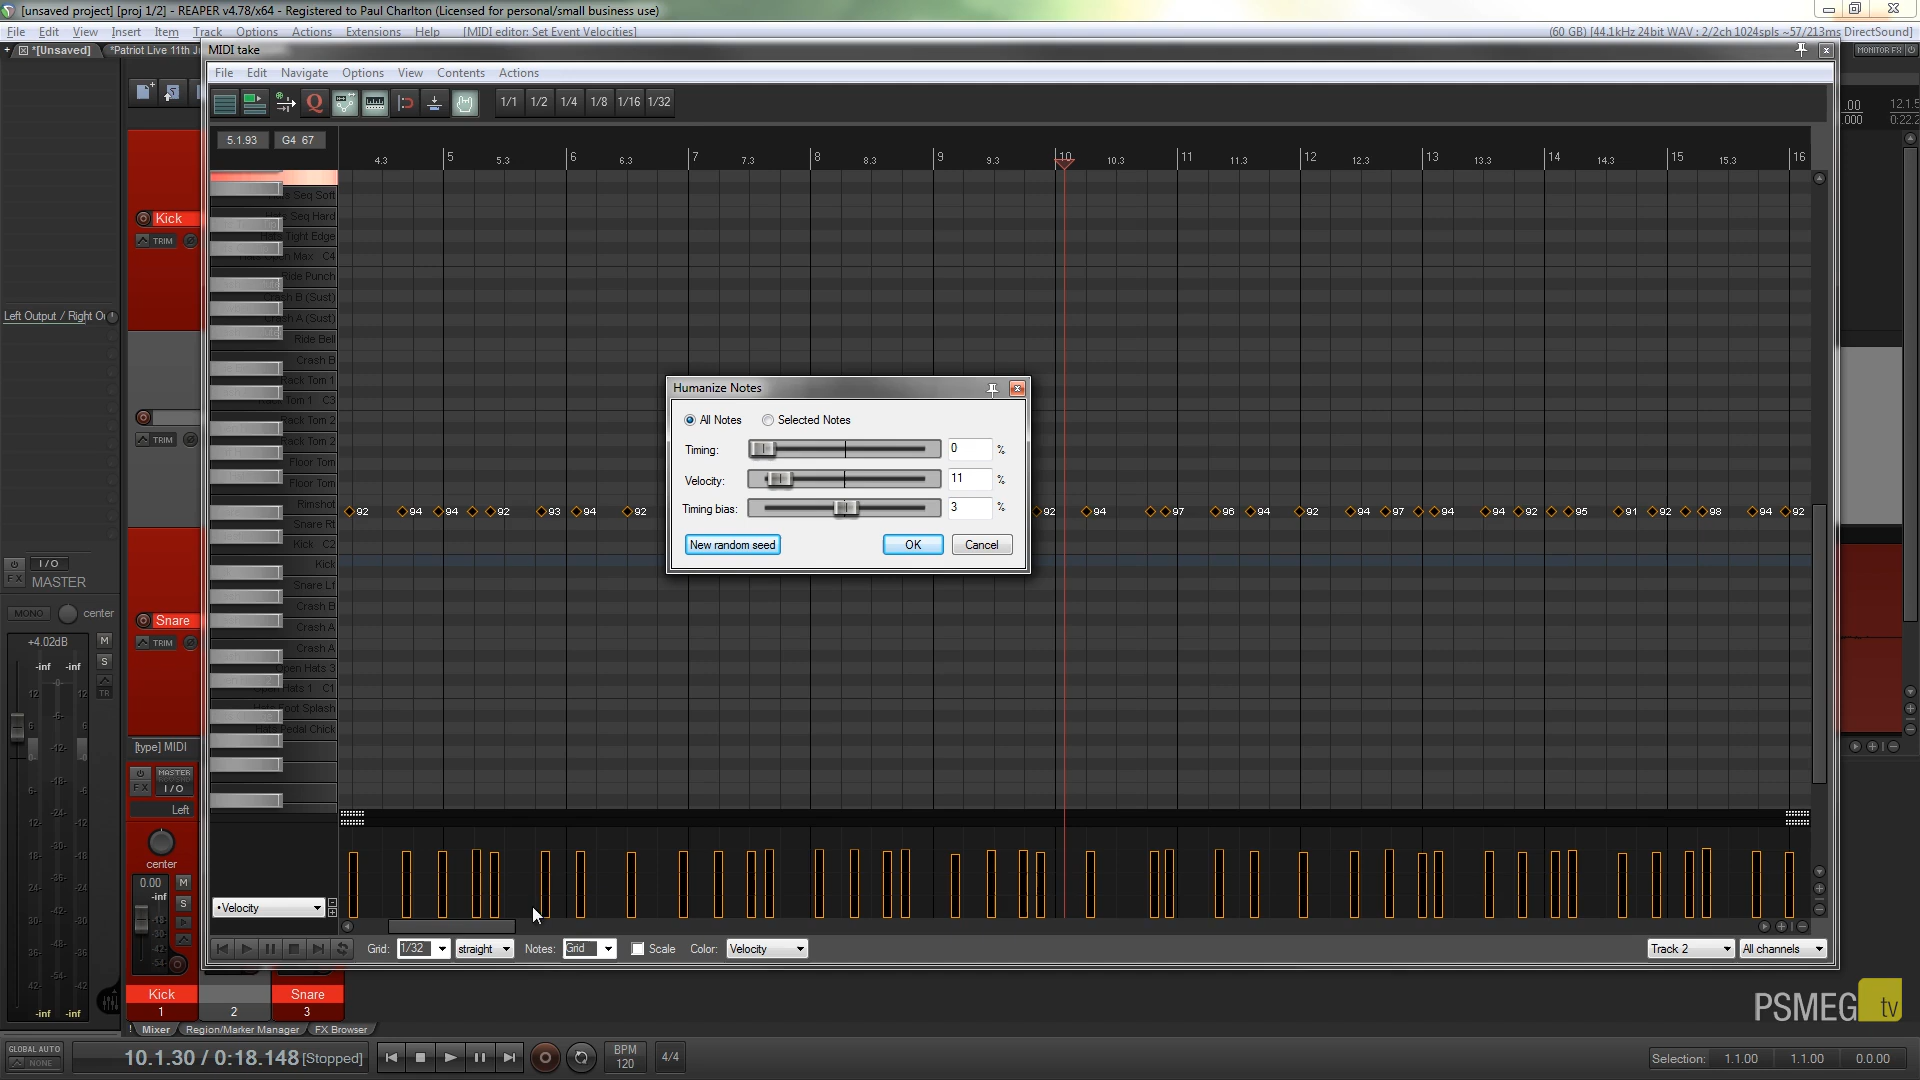 [unsaved project] [proj 1/2] - REAPER v4.78/x64 - Registered to Paul Charlton (Licensed for personal/small business use)
File Edit View Insert Item Track Options Actions Extensions Help [MIDI editor: Set Event Velocities]
(60 GB) [44.1kHz 24bit WAV : 2/2ch 1024spls ~57/213ms DirectSound]
*[Unsaved] *Patriot Live 11th
MONITOR FX
MIDI take
File Edit Navigate Options View Contents Actions
Q 1/1 1/2 1/4 1/8 1/16 1/32
5.1.93 G4 67
4.3 5 5.3 6 6.3 7 7.3 8 8.3 9 9.3 10 10.3 11 11.3 12 12.3 13 13.3 14 14.3 15 15.3 16
Seq Soft
Seq Hard
Tight Edge
Max C4
Ride Punch
Crash B (Sust)
Crash A (Sust)
Ride Bell
Crash B
Rack Tom 1
Tom 1 C3
Rack Tom 2
Rack Tom 2
Floor Tom
Floor Tom
Rimshot
Snare Rt
Kick C2
Kick
Snare Lt
Crash B
Crash A
Crash A
Open Hats 3
Hats 1 C1
Foot Splash
Pedal Chick
92 94 94 92 93 94 92 92 94 97 96 94 92 94 97 94 94 92 95 91 92 98 94 92
Humanize Notes
All Notes Selected Notes
Timing: 0 %
Velocity: 11 %
Timing bias: 3 %
New random seed OK Cancel
Kick
TRIM
TRIM
Snare
TRIM
[type] MIDI
Left Output / Right
I/O
FX MASTER
MONO center
+4.02dB M
S
-inf -inf
TR
MASTER
FX I/O
Left
center
0.00 M
-inf
S
-inf -inf
•Velocity
Grid: 1/32 straight Notes: Grid Scale Color: Velocity Track 2 All channels
Kick Snare
1 2 3
! Mixer Region/Marker Manager FX Browser
GLOBAL AUTO
NONE
10.1.30 / 0:18.148 [Stopped]
BPM
120
4/4
Selection: 1.1.00 1.1.00 0.0.00
PSMEG tv